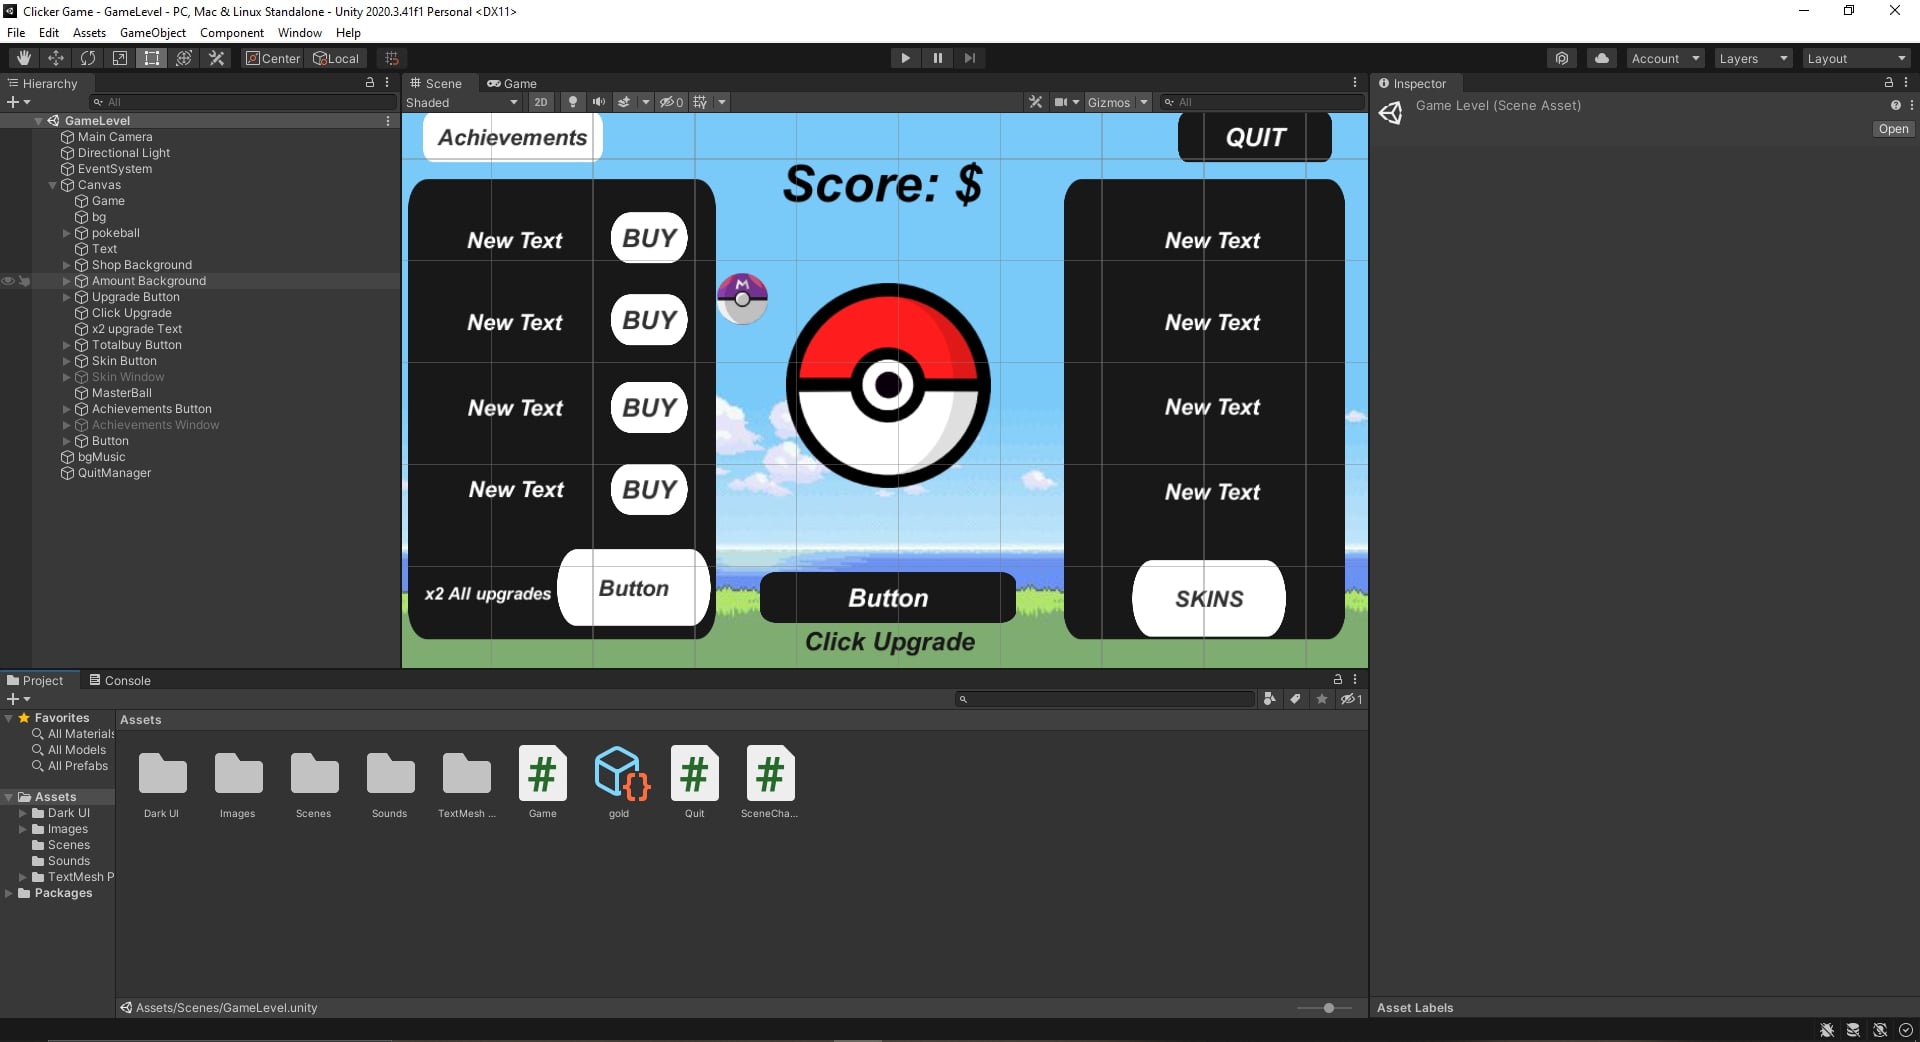 Clicker Game - GameLevel - PC, Mac & Linux Standalone - Unity 2020.3.41f1 Personal <DX11>
File Edit Assets GameObject Component Window Help
Center Local Account Layers Layout
Hierarchy
All
GameLevel
Main Camera
Directional Light
EventSystem
Canvas
Game
bg
pokeball
Text
Shop Background
Amount Background
Upgrade Button
Click Upgrade
x2 upgrade Text
Totalbuy Button
Skin Button
Skin Window
MasterBall
Achievements Button
Achievements Window
Button
bgMusic
QuitManager
Scene Game
Shaded 2D 0 Gizmos All
Achievements
QUIT
Score: $
New Text BUY
New Text BUY
New Text BUY
New Text BUY
x2 All upgrades Button
M
Button
Click Upgrade
New Text
New Text
New Text
New Text
SKINS
Inspector
Game Level (Scene Asset)
Open
Project Console
1
Favorites
All Materials
All Models
All Prefabs
Assets
Dark UI
Images
Scenes
Sounds
TextMesh P
Packages
Assets
Dark UI Images Scenes Sounds TextMesh ... Game gold Quit SceneCha...
Assets/Scenes/GameLevel.unity
Asset Labels